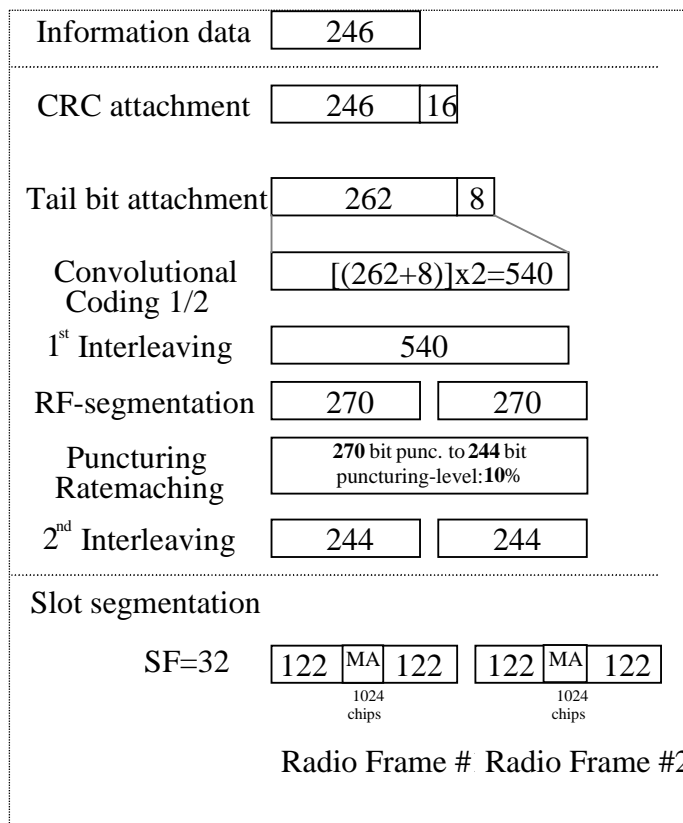 Information data 246
CRC attachment 246 16
Tail bit attachment 262 8
Convolutional
Coding 1/2 [(262+8)]x2=540
1st Interleaving 540
RF-segmentation 270 270
Puncturing
Ratemaching
270 bit punc. to 244 bit
puncturing-level:10%
2nd Interleaving 244 244
Slot segmentation
SF=32 122 MA 122 122 MA 122
1024 1024
chips chips
Radio Frame # Radio Frame #2